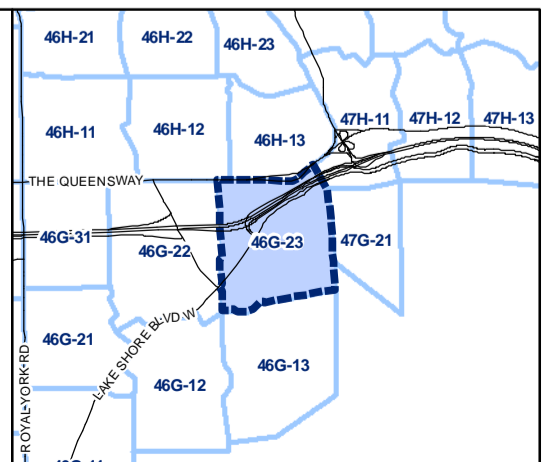 46H-21
46H-22
46H-23
46H-11
46H-12
46H-13
47H-11
47H-12
47H-13
THE QUEENSWAY
46G-31
46G-22
46G-23
47G-21
46G-21
LAKE SHORE BLVD W
46G-12
46G-13
ROYAL YORK RD